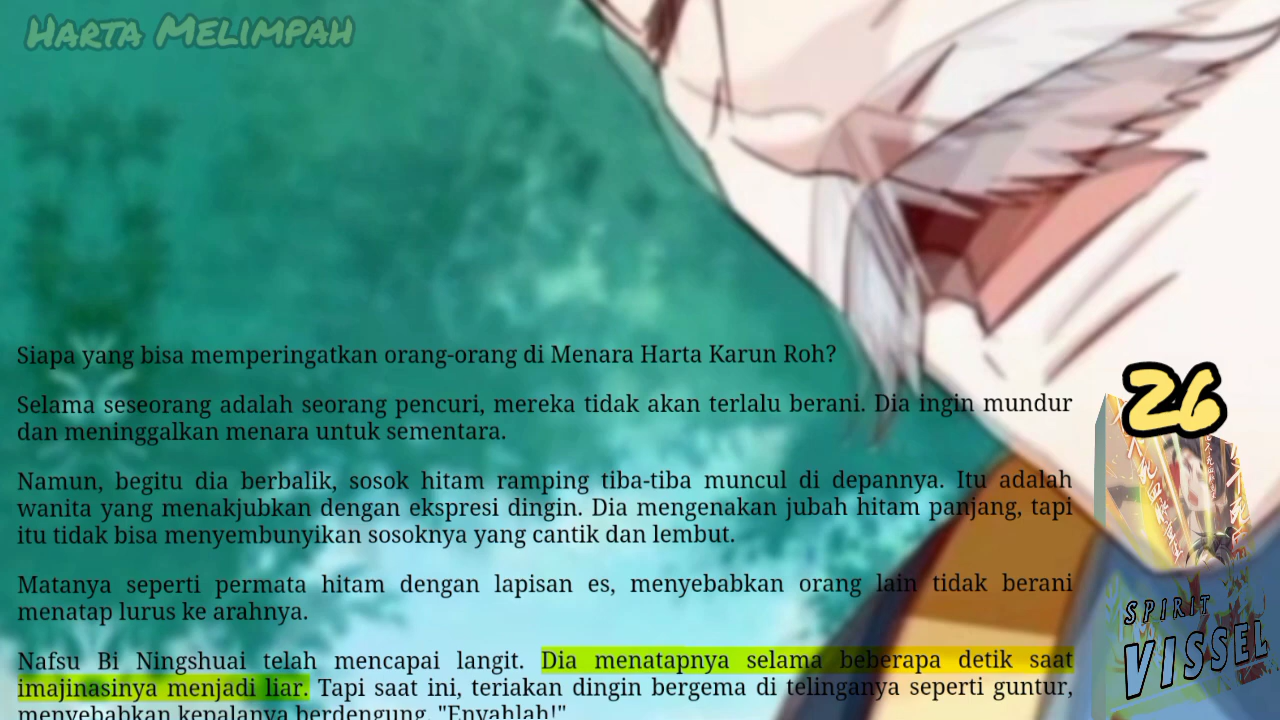 Harta Melimpah
Siapa yang bisa memperingatkan orang-orang di Menara Harta Karun Roh?
Selama seseorang adalah seorang pencuri, mereka tidak akan terlalu berani. Dia ingin mundur
dan meninggalkan menara untuk sementara.
Namun, begitu dia berbalik, sosok hitam ramping tiba-tiba muncul di depannya. Itu adalah
wanita yang menakjubkan dengan ekspresi dingin. Dia mengenakan jubah hitam panjang, tapi
itu tidak bisa menyembunyikan sosoknya yang cantik dan lembut.
Matanya seperti permata hitam dengan lapisan es, menyebabkan orang lain tidak berani
menatap lurus ke arahnya.
Nafsu Bi Ningshuai telah mencapai langit. Dia menatapnya selama beberapa detik saat
imajinasinya menjadi liar. Tapi saat ini, teriakan dingin bergema di telinganya seperti guntur,
menyebabkan kepalanya berdengung. "Enyahlah!"
26
SPIRIT
VISSEL